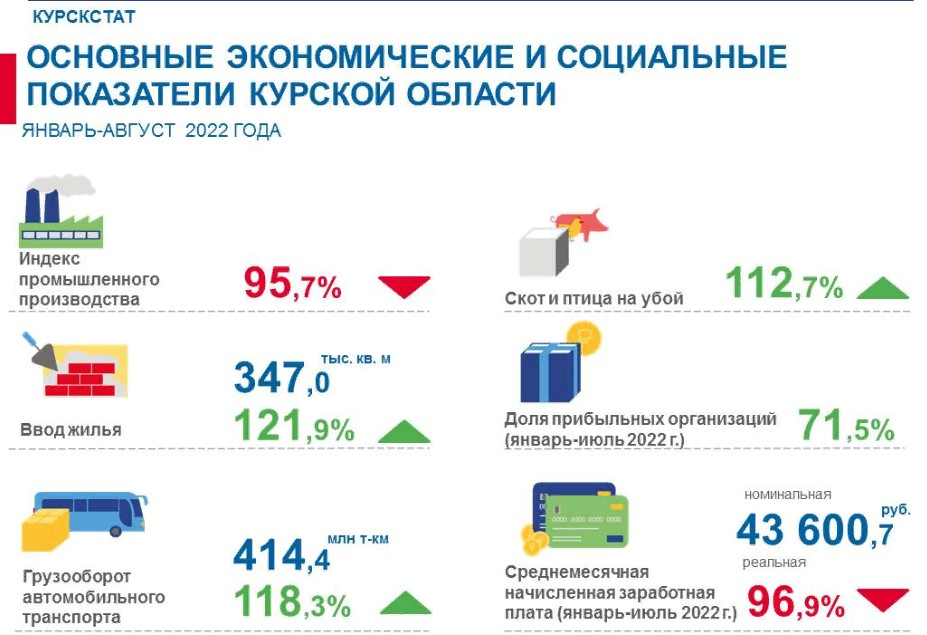 КУРСКСТАТ
ОСНОВНЫЕ ЭКОНОМИЧЕСКИЕ И СОЦИАЛЬНЫЕ
ПОКАЗАТЕЛИ КУРСКОЙ ОБЛАСТИ
ЯНВАРЬ-АВГУСТ 2022 ГОДА
Индекс
промышленного
производства
95,7%
Скот и птица на убой
112,7%
Ввод жилья
тыс. кв. м
347,0
121,9%
Доля прибыльных организаций
(январь-июль 2022 г.)
71,5%
Грузооборот
автомобильного
транспорта
млн т-км
414,4
118,3%
Среднемесячная
начисленная заработная
плата (январь-июль 2022 г.)
номинальная
руб.
43 600,7
реальная
96,9%